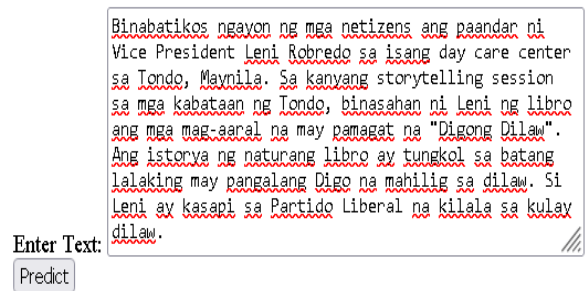 Binabatikos ngayon ng mga netizens ang paandar ni
Vice President Leni Robredo sa isang day care center
sa Tondo, Maynila. Sa kanyang storytelling session
sa mga kabataan ng Tondo, binasahan ni Leni ng libro
ang mga mag-aaral na may pamagat na "Digong Dilaw".
Ang istorya ng naturang libro ay tungkol sa batang
lalaking may pangalang Digo na mahilig sa dilaw. Si
Leni ay kasapi sa Partido Liberal na kilala sa kulay
dilaw.
Enter Text:
Predict